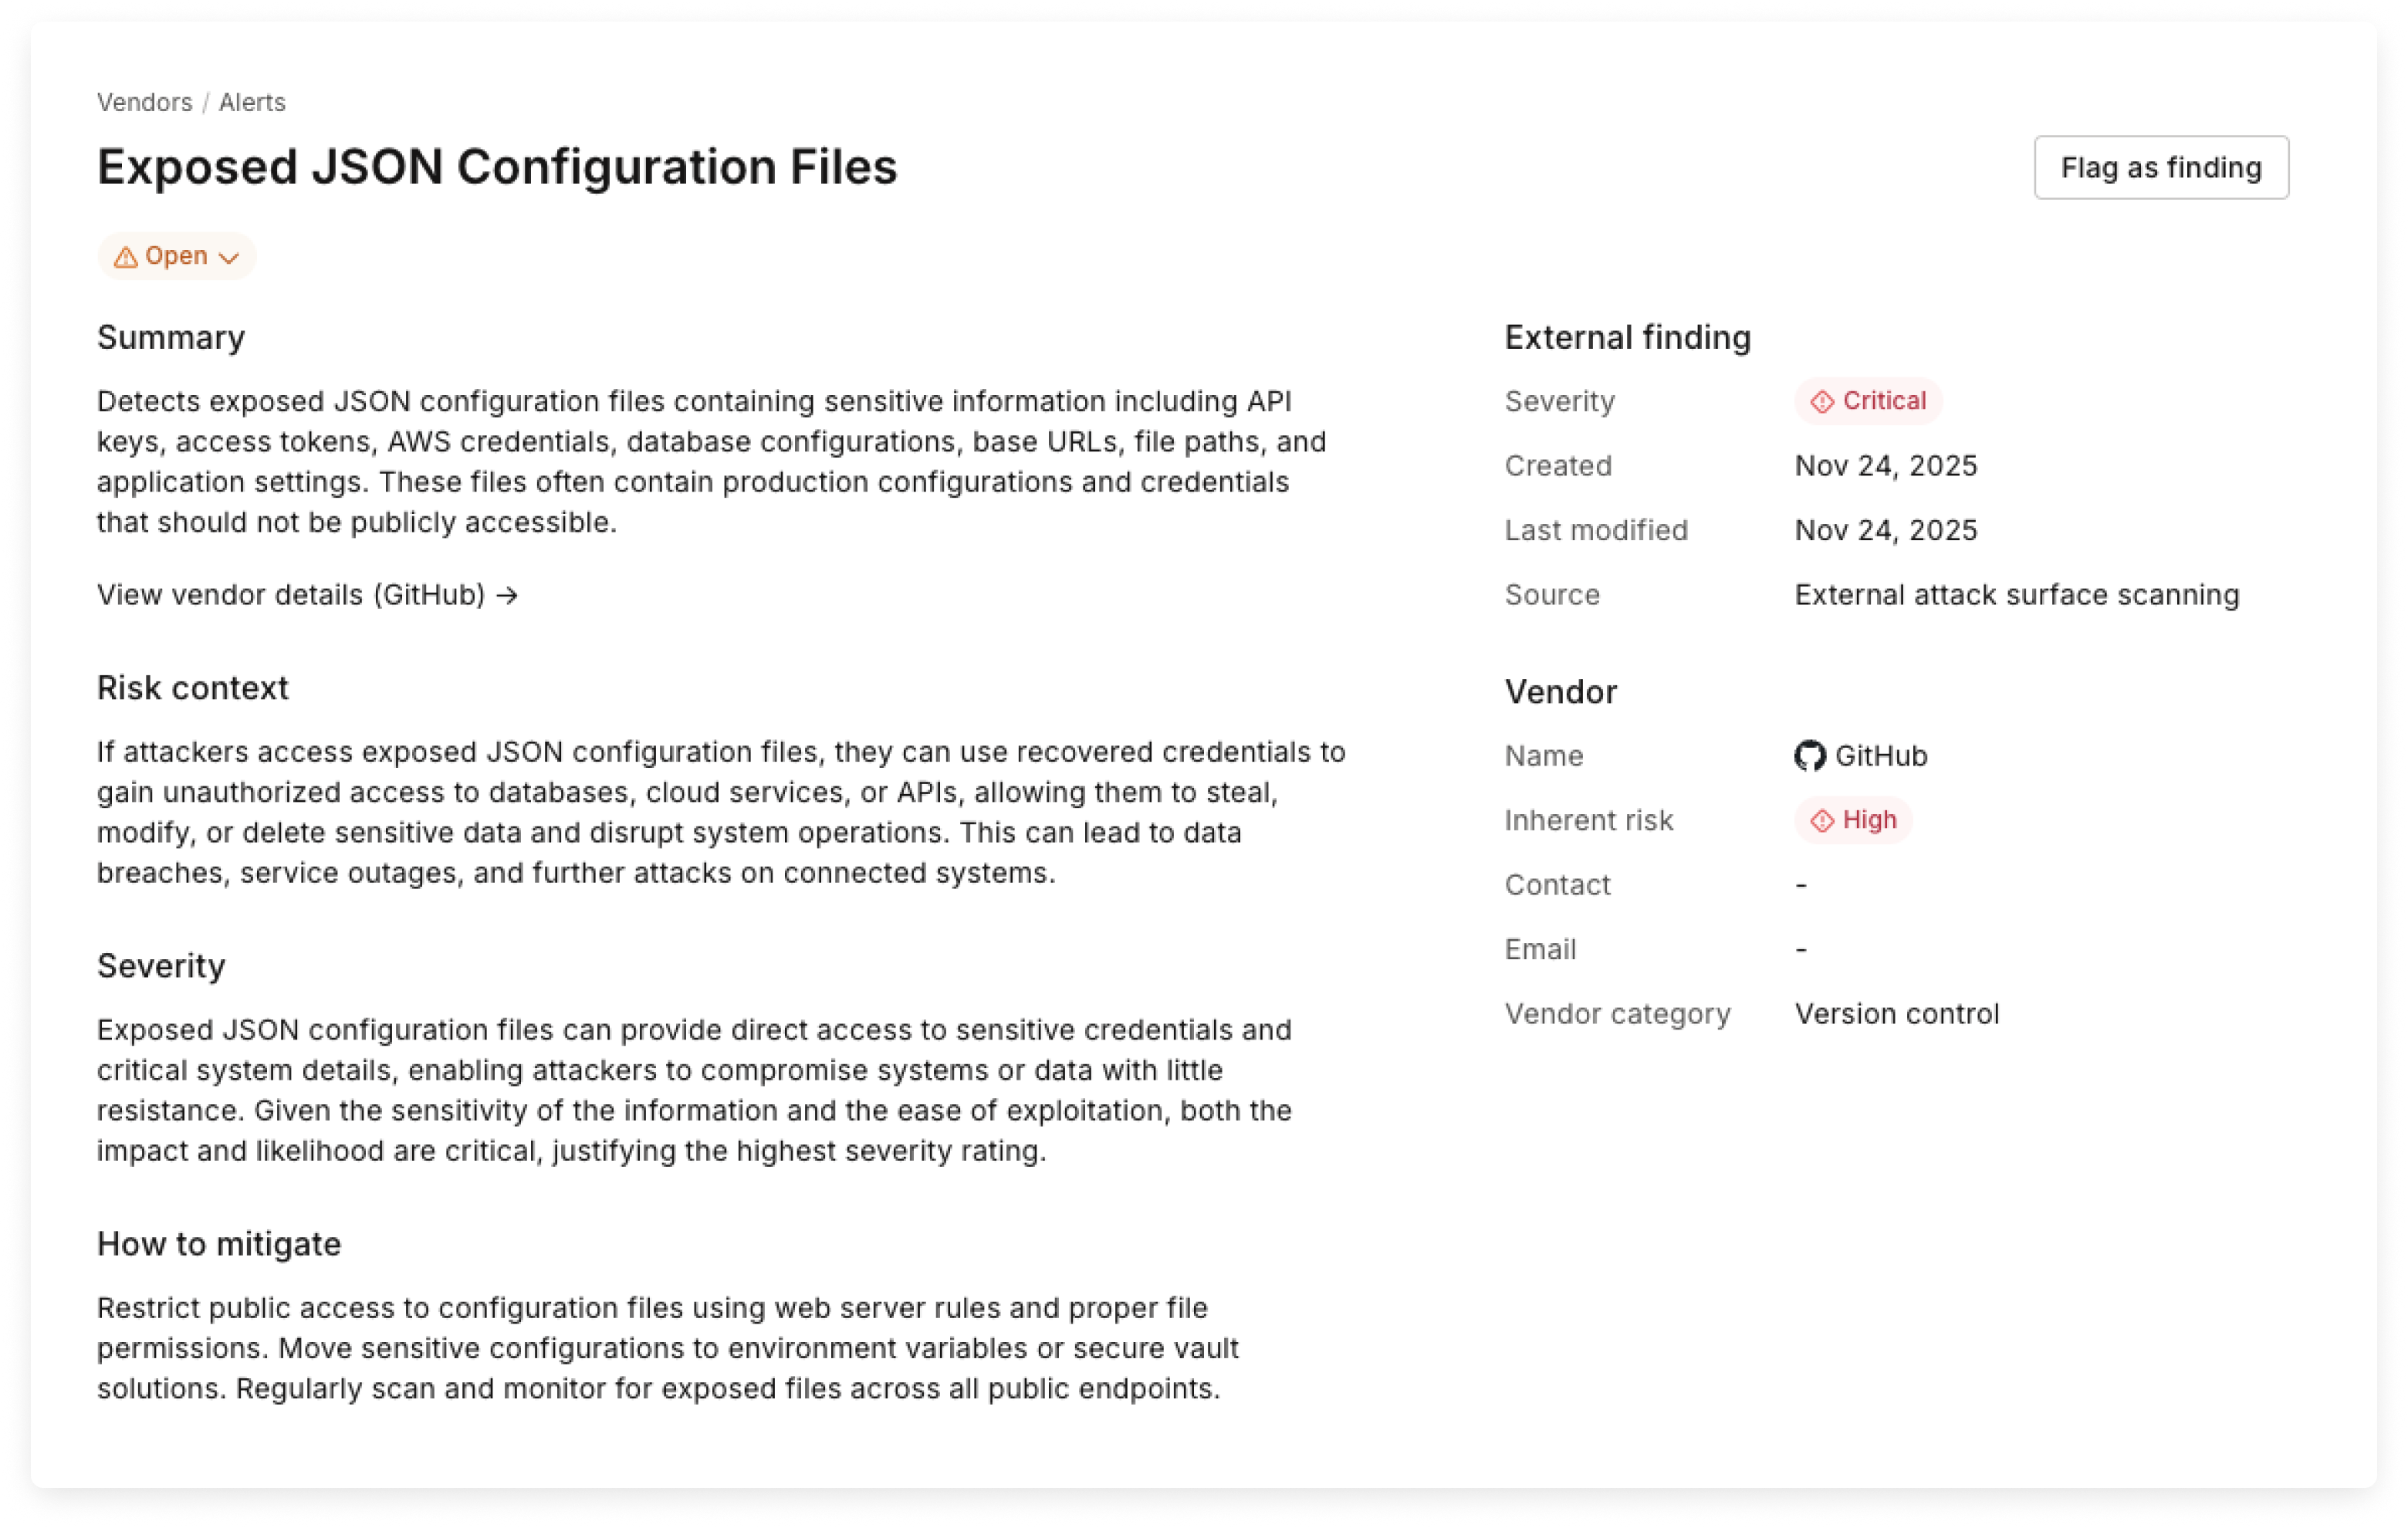 Vendors / Alerts
Exposed JSON Configuration Files
Flag as finding
Open
Summary
Detects exposed JSON configuration files containing sensitive information including API
keys, access tokens, AWS credentials, database configurations, base URLs, file paths, and
application settings. These files often contain production configurations and credentials
that should not be publicly accessible.
View vendor details (GitHub) →
Risk context
If attackers access exposed JSON configuration files, they can use recovered credentials to
gain unauthorized access to databases, cloud services, or APIs, allowing them to steal,
modify, or delete sensitive data and disrupt system operations. This can lead to data
breaches, service outages, and further attacks on connected systems.
Severity
Exposed JSON configuration files can provide direct access to sensitive credentials and
critical system details, enabling attackers to compromise systems or data with little
resistance. Given the sensitivity of the information and the ease of exploitation, both the
impact and likelihood are critical, justifying the highest severity rating.
How to mitigate
Restrict public access to configuration files using web server rules and proper file
permissions. Move sensitive configurations to environment variables or secure vault
solutions. Regularly scan and monitor for exposed files across all public endpoints.
External finding
Severity Critical
Created Nov 24, 2025
Last modified Nov 24, 2025
Source External attack surface scanning
Vendor
Name GitHub
Inherent risk High
Contact -
Email -
Vendor category Version control